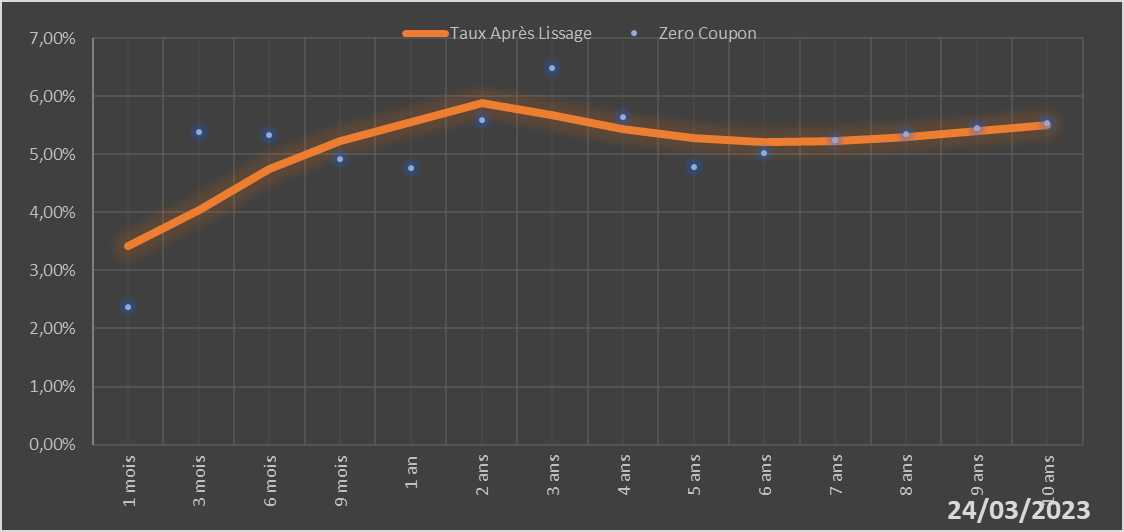 Taux Après Lissage Zero Coupon
7,00%
6,00%
5,00%
4,00%
3,00%
2,00%
1,00%
0,00%
1 mois
3 mois
6 mois
9 mois
1 an
2 ans
3 ans
4 ans
5 ans
6 ans
7 ans
8 ans
9 ans
10 ans
24/03/2023